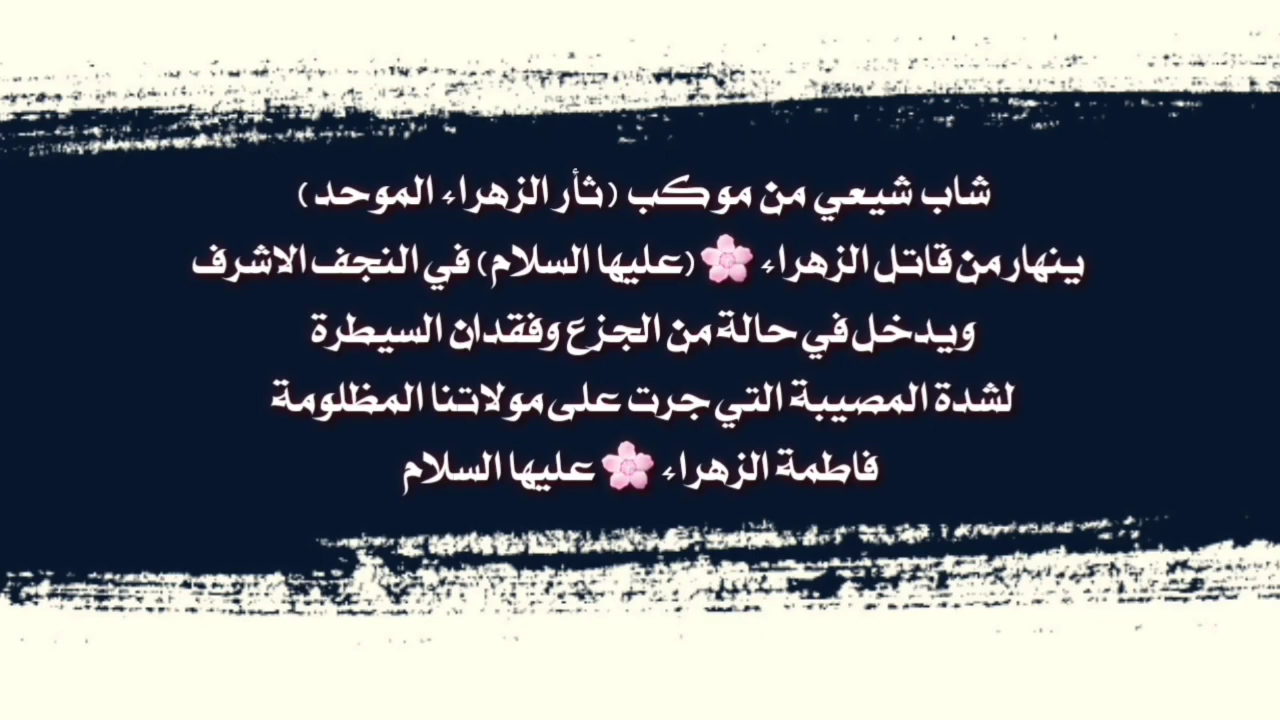 شاب شيعي من موكب (ثأر الزهراء الموحد)
ينهار من قاتل الزهراء 🌸 (عليها السلام) في النجف الاشرف
ويدخل في حالة من الجزع وفقدان السيطرة
لشدة المصيبة التي جرت على مولاتنا المظلومة
فاطمة الزهراء 🌸 عليها السلام